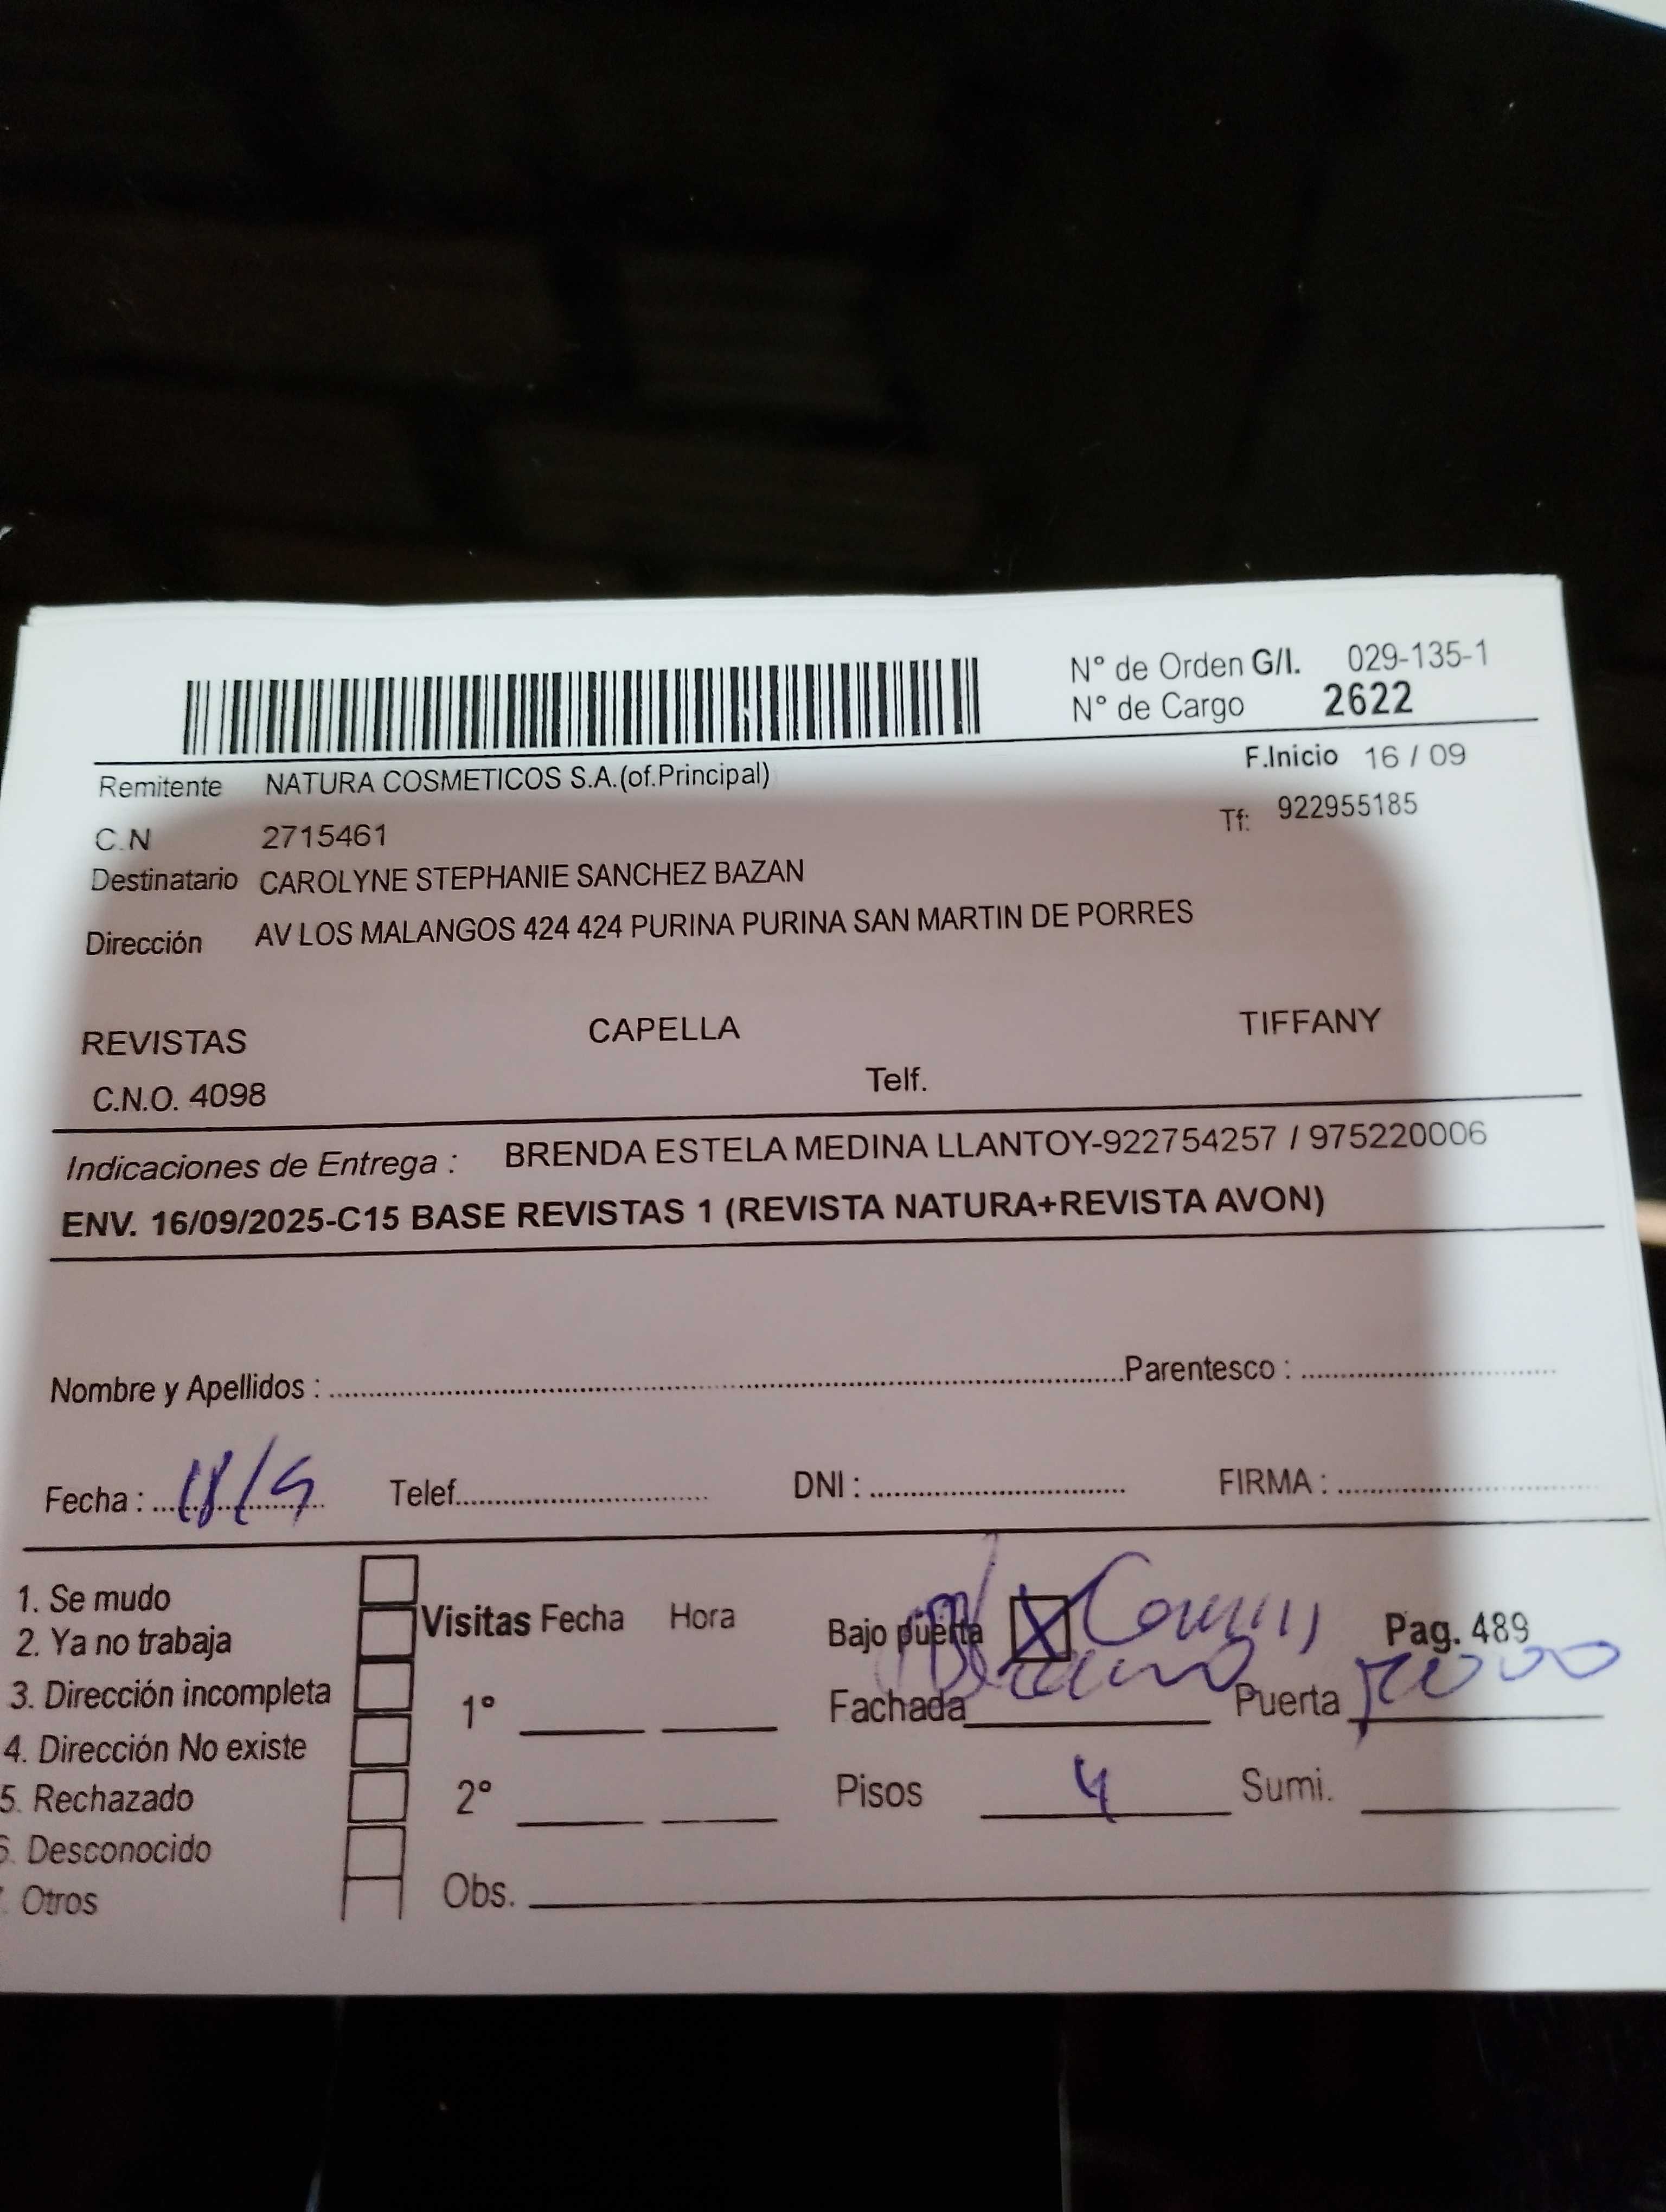 N° de Orden G/I. 029-135-1
N° de Cargo 2622
F.Inicio 16 / 09
Remitente NATURA COSMETICOS S.A.(of.Principal)
Tf: 922955185
C.N 2715461
Destinatario CAROLYNE STEPHANIE SANCHEZ BAZAN
Dirección AV LOS MALANGOS 424 424 PURINA PURINA SAN MARTIN DE PORRES
REVISTAS CAPELLA TIFFANY
C.N.O. 4098 Telf.
Indicaciones de Entrega : BRENDA ESTELA MEDINA LLANTOY-922754257 / 975220006
ENV. 16/09/2025-C15 BASE REVISTAS 1 (REVISTA NATURA+REVISTA AVON)
Nombre y Apellidos : Parentesco :
Fecha : 18/9 Telef. DNI : FIRMA :
1. Se mudo
2. Ya no trabaja
3. Dirección incompleta
4. Dirección No existe
5. Rechazado
6. Desconocido
. Otros
Visitas Fecha Hora
1°
2°
Obs.
Bajo puerta X Pag. 489
Fachada Puerta
Pisos 4 Sumi.